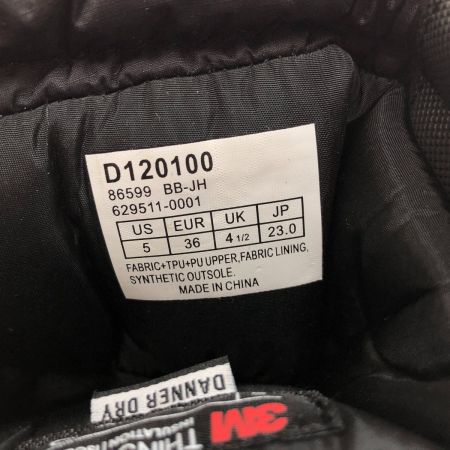 D120100
86599 BB-JH
629511-0001
US EUR UK JP
5 36 4 1/2 23.0
FABRIC+TPU+PU UPPER,FABRIC LINING,
SYNTHETIC OUTSOLE.
MADE IN CHINA
DANNER DRY
3M